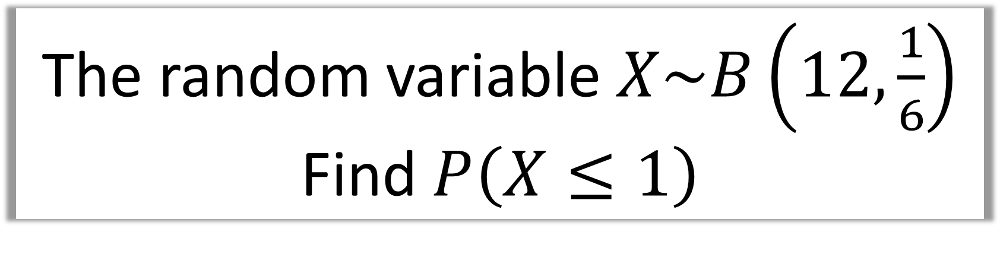 The random variable X~B(12, 1/6)
Find P(X ≤ 1)